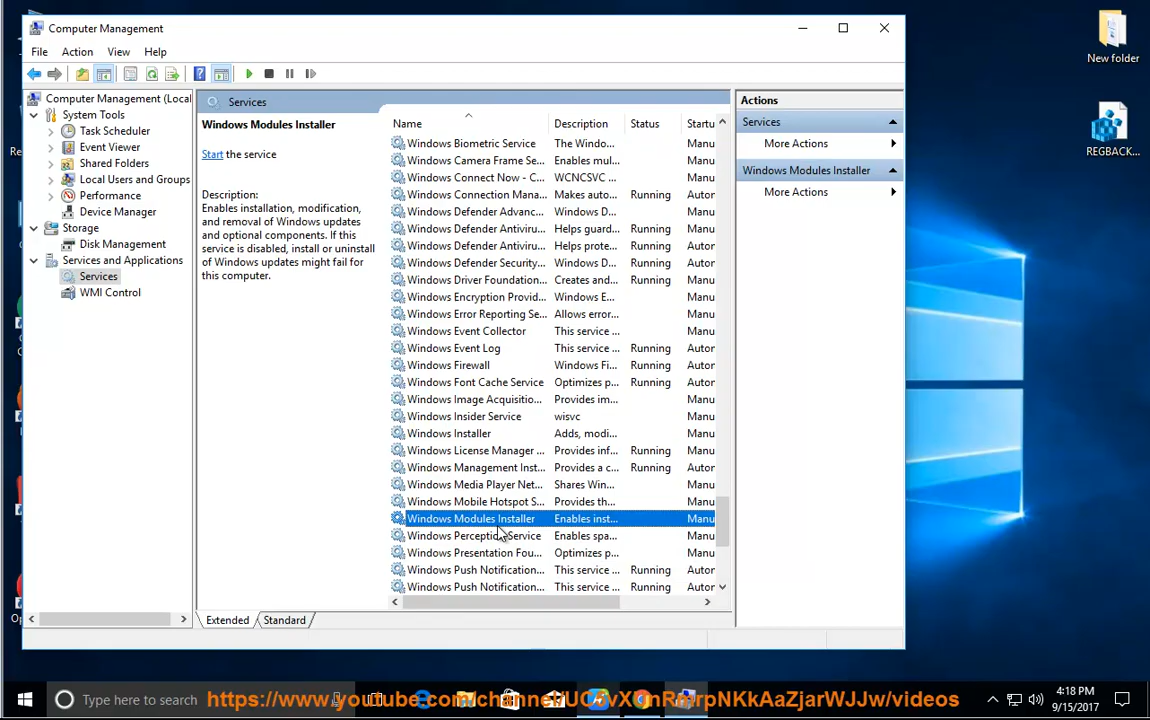 Computer Management
File Action View Help
Computer Management (Local
System Tools
Task Scheduler
Event Viewer
Shared Folders
Local Users and Groups
Performance
Device Manager
Storage
Disk Management
Services and Applications
Services
WMI Control
Services
Windows Modules Installer
Start the service
Description:
Enables installation, modification,
and removal of Windows updates
and optional components. If this
service is disabled, install or uninstall
of Windows updates might fail for
this computer.
Name Description Status Startu
Windows Biometric Service The Windo... Manu
Windows Camera Frame Se... Enables mul... Manu
Windows Connect Now - C... WCNCSVC ... Manu
Windows Connection Mana... Makes auto... Running Manu
Windows Defender Advanc... Windows D... Manu
Windows Defender Antiviru... Helps guard... Running Manu
Windows Defender Antiviru... Helps prote... Running Autor
Windows Defender Security... Windows D... Running Autor
Windows Driver Foundation... Creates and... Running Manu
Windows Encryption Provid... Windows E... Manu
Windows Error Reporting Se... Allows error... Manu
Windows Event Collector This service ... Manu
Windows Event Log This service ... Running Autor
Windows Firewall Windows Fi... Running Autor
Windows Font Cache Service Optimizes p... Running Autor
Windows Image Acquisitio... Provides im... Manu
Windows Insider Service wisvc Manu
Windows Installer Adds, modi... Manu
Windows License Manager ... Provides inf... Running Manu
Windows Management Inst... Provides a c... Running Autor
Windows Media Player Net... Shares Win... Manu
Windows Mobile Hotspot S... Provides th... Manu
Windows Modules Installer Enables inst... Manu
Windows Perception Service Enables spa... Manu
Windows Presentation Fou... Optimizes p... Manu
Windows Push Notification... This service ... Running Autor
Windows Push Notification... This service ... Running Autor
Extended Standard
Actions
Services
More Actions
Windows Modules Installer
More Actions
New folder
REGBACK...
Type here to search
4:18 PM
9/15/2017